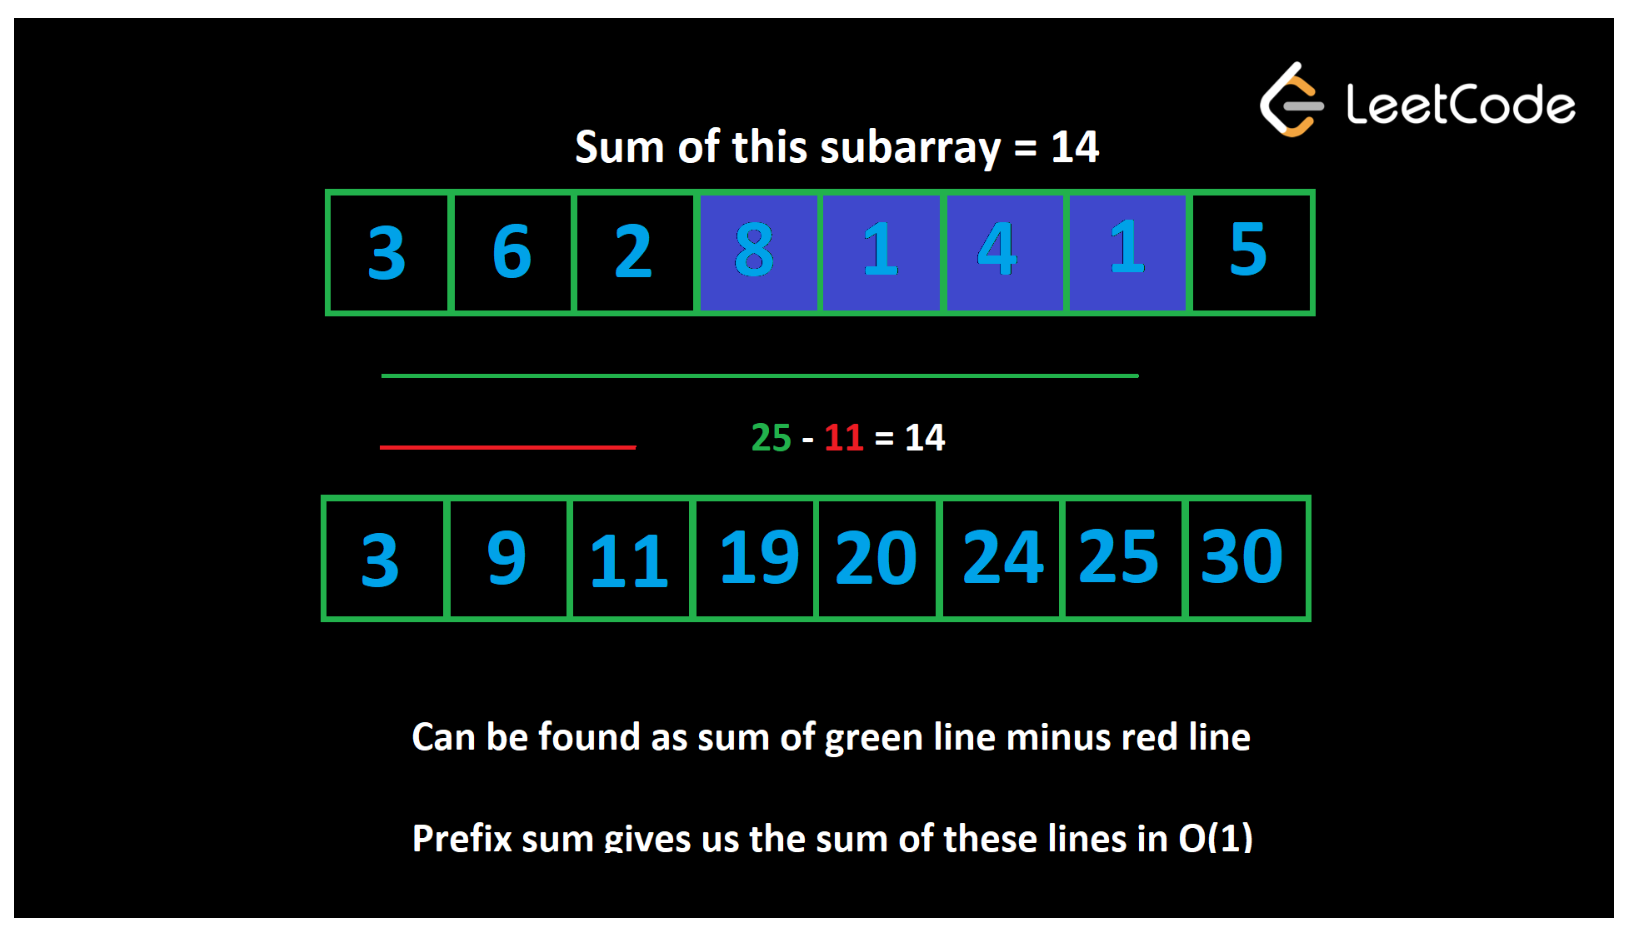 LeetCode
Sum of this subarray = 14
3 6 2 8 1 4 1 5
25 - 11 = 14
3 9 11 19 20 24 25 30
Can be found as sum of green line minus red line
Prefix sum gives us the sum of these lines in O(1)